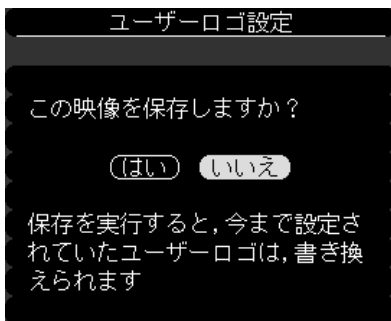 ユーザーロゴ設定
この映像を保存しますか？
はい いいえ
保存を実行すると,今まで設定さ
れていたユーザーロゴは,書き換
えられます